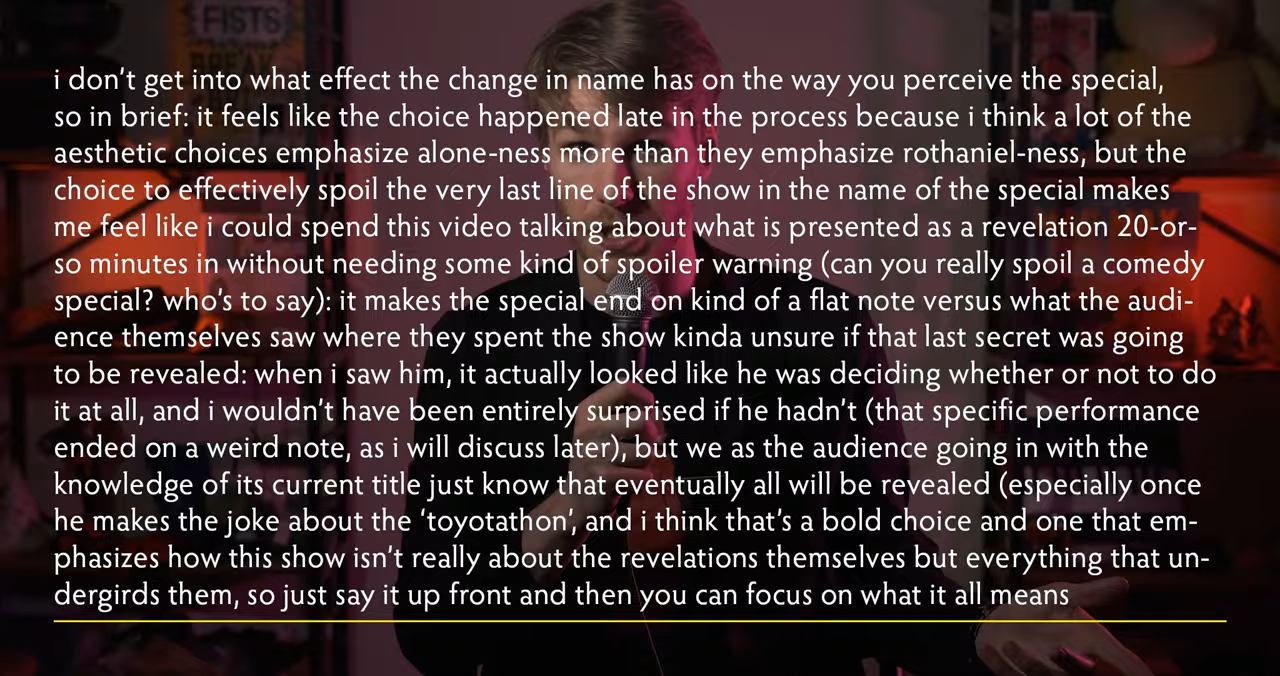 FISTS
BREAK
i don't get into what effect the change in name has on the way you perceive the special,
so in brief: it feels like the choice happened late in the process because i think a lot of the
aesthetic choices emphasize alone-ness more than they emphasize rothaniel-ness, but the
choice to effectively spoil the very last line of the show in the name of the special makes
me feel like i could spend this video talking about what is presented as a revelation 20-or-
so minutes in without needing some kind of spoiler warning (can you really spoil a comedy
special? who's to say): it makes the special end on kind of a flat note versus what the audi-
ence themselves saw where they spent the show kinda unsure if that last secret was going
to be revealed: when i saw him, it actually looked like he was deciding whether or not to do
it at all, and i wouldn't have been entirely surprised if he hadn't (that specific performance
ended on a weird note, as i will discuss later), but we as the audience going in with the
knowledge of its current title just know that eventually all will be revealed (especially once
he makes the joke about the ‘toyotathon’, and i think that's a bold choice and one that em-
phasizes how this show isn't really about the revelations themselves but everything that un-
dergirds them, so just say it up front and then you can focus on what it all means